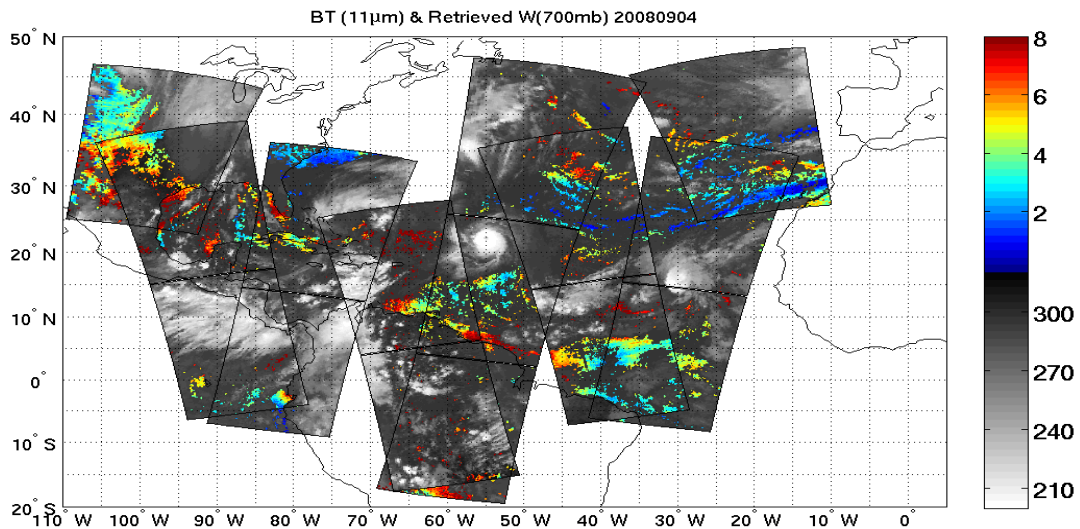 BT (11μm) & Retrieved W(700mb) 20080904
50° N
40° N
30° N
20° N
10° N
0°
10° S
20° S
110° W 100° W 90° W 80° W 70° W 60° W 50° W 40° W 30° W 20° W 10° W 0°
8
6
4
2
300
270
240
210